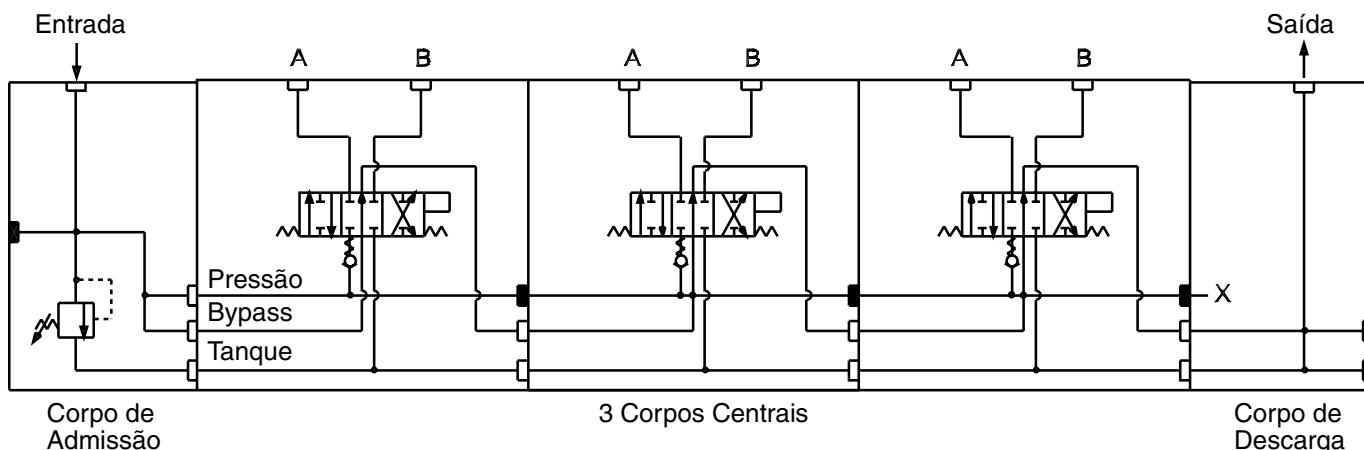 Entrada
Saída
A
B
A
B
A
B
Pressão
Bypass
Tanque
X
Corpo de
Admissão
3 Corpos Centrais
Corpo de
Descarga